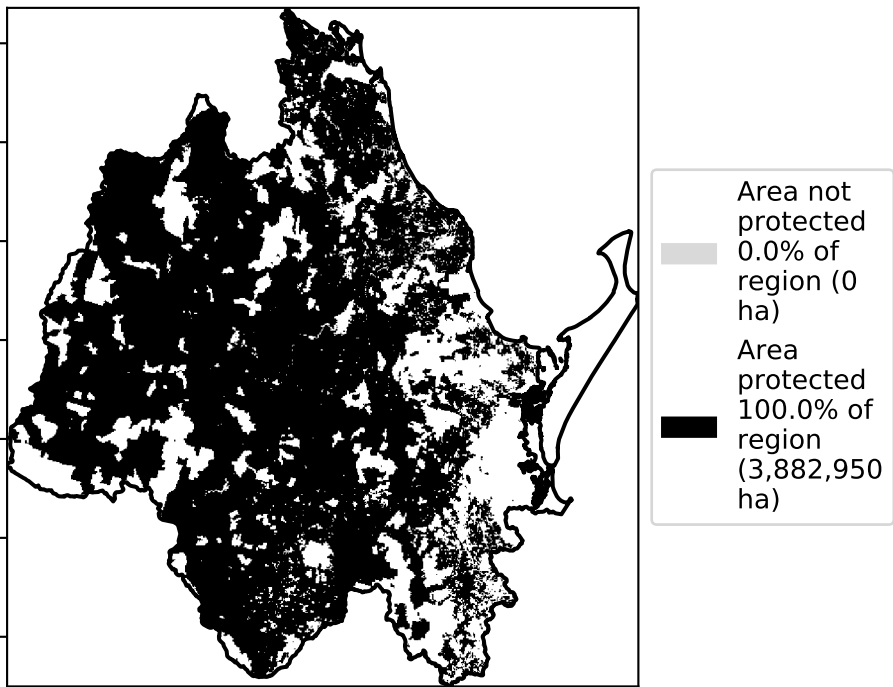 Area not
protected
0.0% of
region (0
ha)
Area
protected
100.0% of
region
(3,882,950
ha)